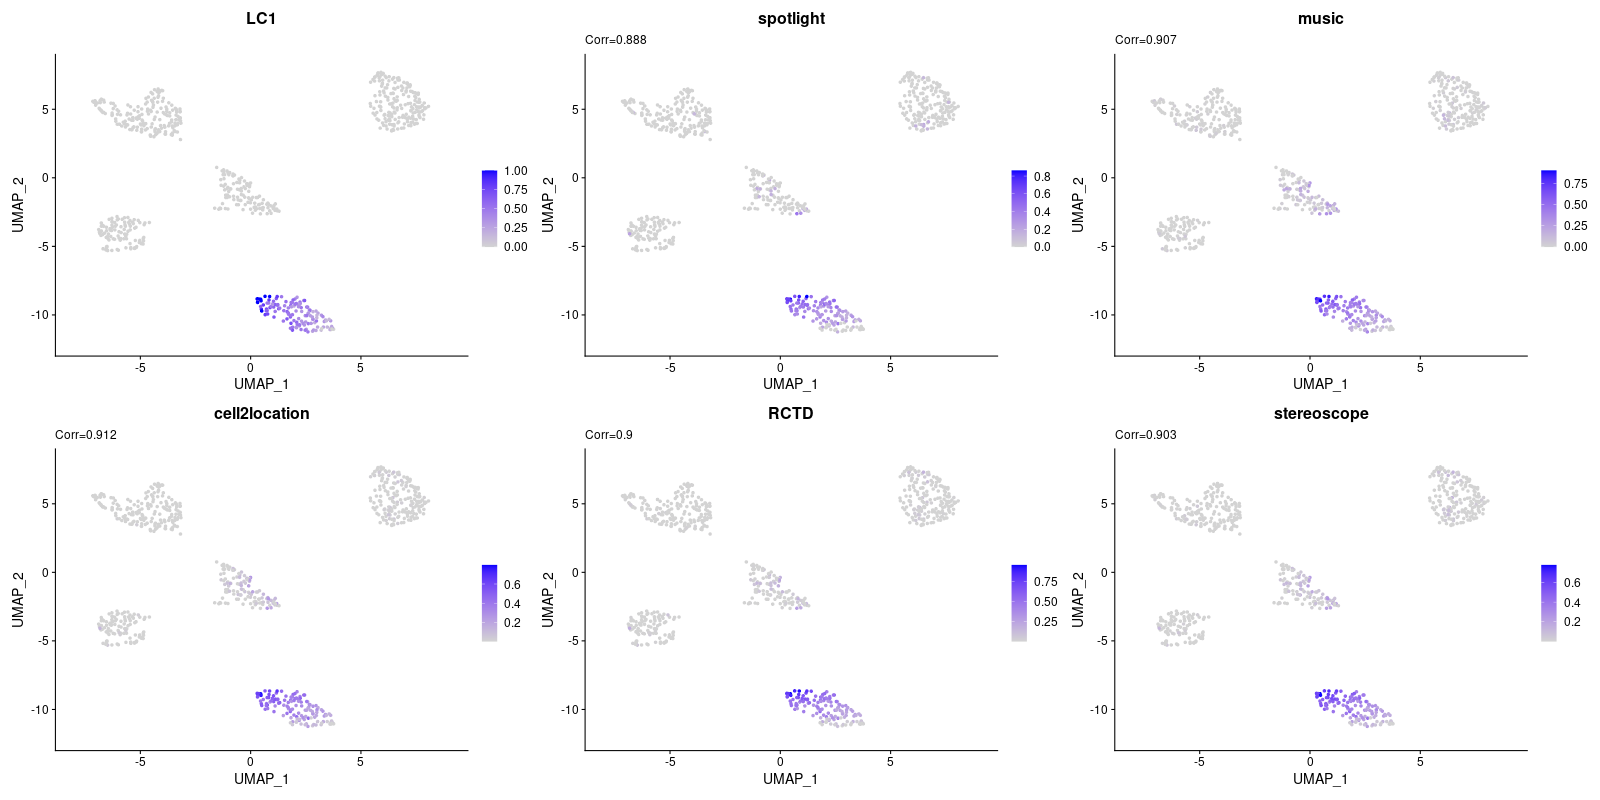 LC1
UMAP_2
5
0
-5
-10
-5
0
5
UMAP_1
1.00
0.75
0.50
0.25
0.00
spotlight
Corr=0.888
UMAP_2
5
0
-5
-10
-5
0
5
UMAP_1
0.8
0.6
0.4
0.2
0.0
music
Corr=0.907
UMAP_2
5
0
-5
-10
-5
0
5
UMAP_1
0.75
0.50
0.25
0.00
cell2location
Corr=0.912
UMAP_2
5
0
-5
-10
-5
0
5
UMAP_1
0.6
0.4
0.2
RCTD
Corr=0.9
UMAP_2
5
0
-5
-10
-5
0
5
UMAP_1
0.75
0.50
0.25
stereoscope
Corr=0.903
UMAP_2
5
0
-5
-10
-5
0
5
UMAP_1
0.6
0.4
0.2